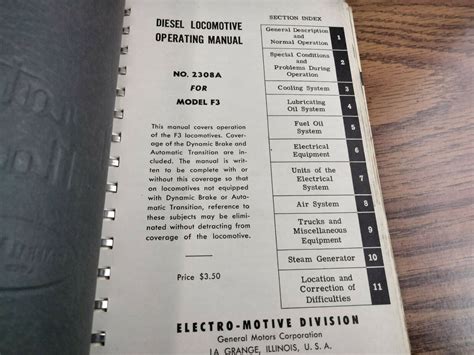 DIESEL LOCOMOTIVE
OPERATING MANUAL
NO. 2308A
FOR
MODEL F3
This manual covers operation
of the F3 locomotives. Cover-
age of the Dynamic Brake and
Automatic Transition are in-
cluded. The manual is writ-
ten to be complete with or
without this coverage so that
on locomotives not equipped
with Dynamic Brake or Auto-
matic Transition, reference to
these subjects may be elimi-
nated without detracting from
coverage of the locomotive.
Price $3.50
SECTION INDEX
General Description
and
Normal Operation
1
Special Conditions
and
Problems During
Operation
2
Cooling System
3
Lubricating
Oil System
4
Fuel Oil
System
5
Electrical
Equipment
6
Units of the
Electrical
System
7
Air System
8
Trucks and
Miscellaneous
Equipment
9
Steam Generator
10
Location and
Correction of
Difficulties
11
ELECTRO-MOTIVE DIVISION
General Motors Corporation
LA GRANGE, ILLINOIS, U. S. A.